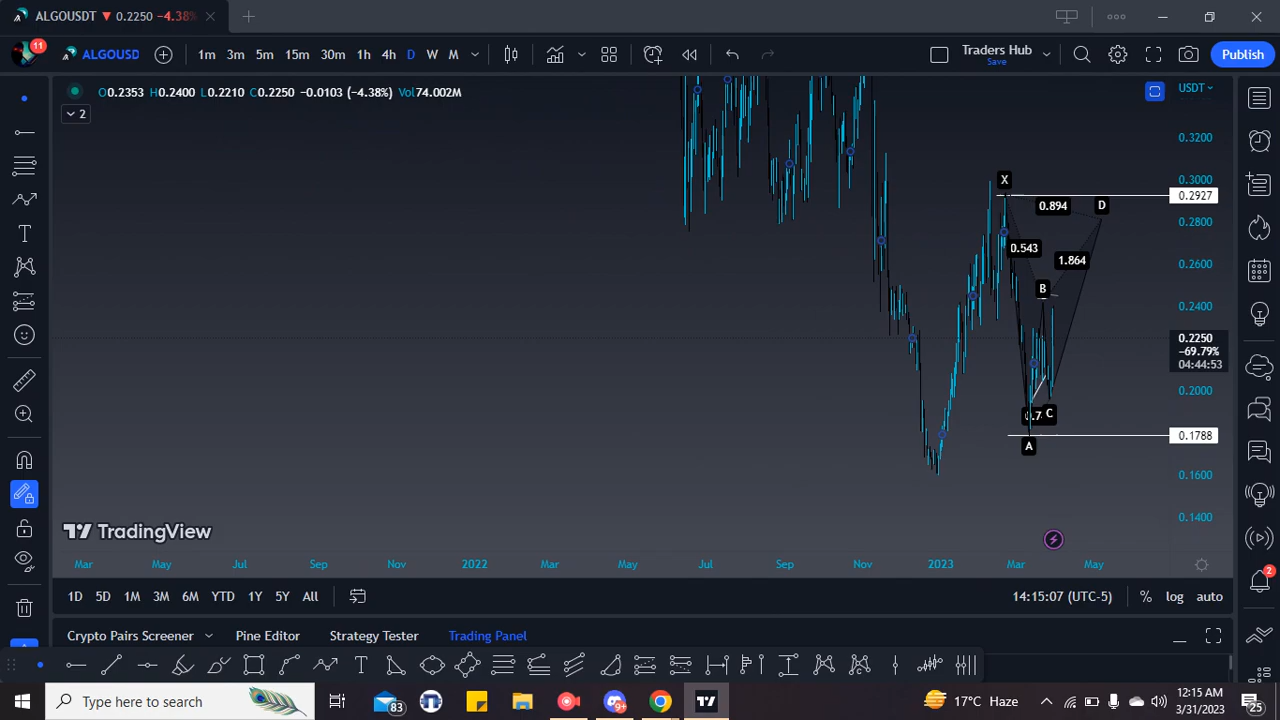 ALGOUSDT ▼ 0.2250 −4.38%
11
ALGOUSD
1m 3m 5m 15m 30m 1h 4h D W M
Traders Hub
Save
Publish
O0.2353 H0.2400 L0.2210 C0.2250 −0.0103 (−4.38%) Vol74.002M
2
USDT
0.3200
0.3000
0.2927
0.2800
0.2600
0.2400
0.2250
−69.79%
04:44:53
0.2000
0.1788
0.1600
0.1400
X
0.894
D
0.543
1.864
B
C
A
TradingView
Mar May Jul Sep Nov 2022 Mar May Jul Sep Nov 2023 Mar May
1D 5D 1M 3M 6M YTD 1Y 5Y All
14:15:07 (UTC-5) % log auto
2
Crypto Pairs Screener Pine Editor Strategy Tester Trading Panel
Type here to search
83
9+
17°C Haze
12:15 AM
3/31/2023
25